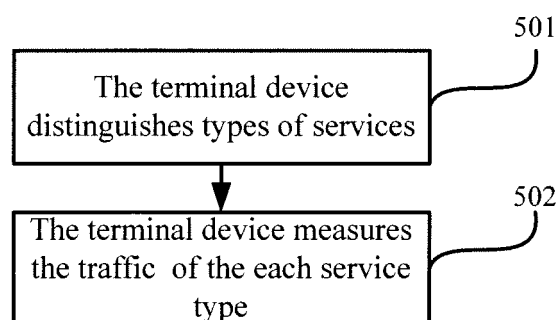 501
The terminal device
distinguishes types of services
502
The terminal device measures
the traffic of the each service
type